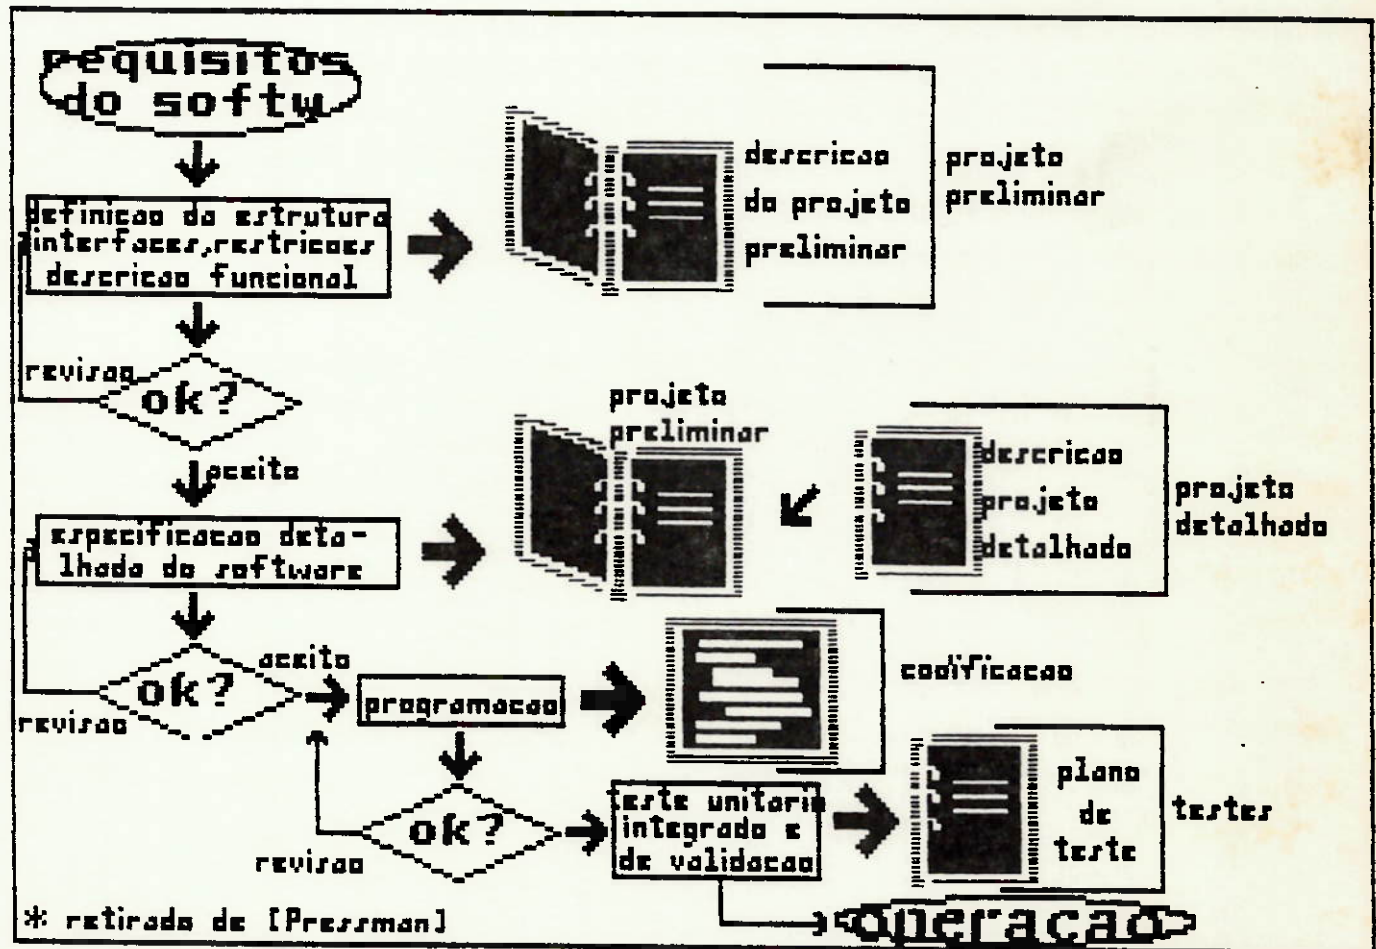 requisitos
do softw
definicao da estrutura
interfaces, restricoes
descricao funcional
descricao
do projeto
preliminar
projeto
preliminar
revisao
ok?
aceito
projeto
preliminar
descricao
projeto
detalhado
projeto
detalhado
especificacao deta-
lhada do software
ok?
aceito
revisao
programacao
codificacao
ok?
revisao
teste unitario
integrado e
de validacao
plano
de
teste
testes
operacao
* retirado de [Pressman]